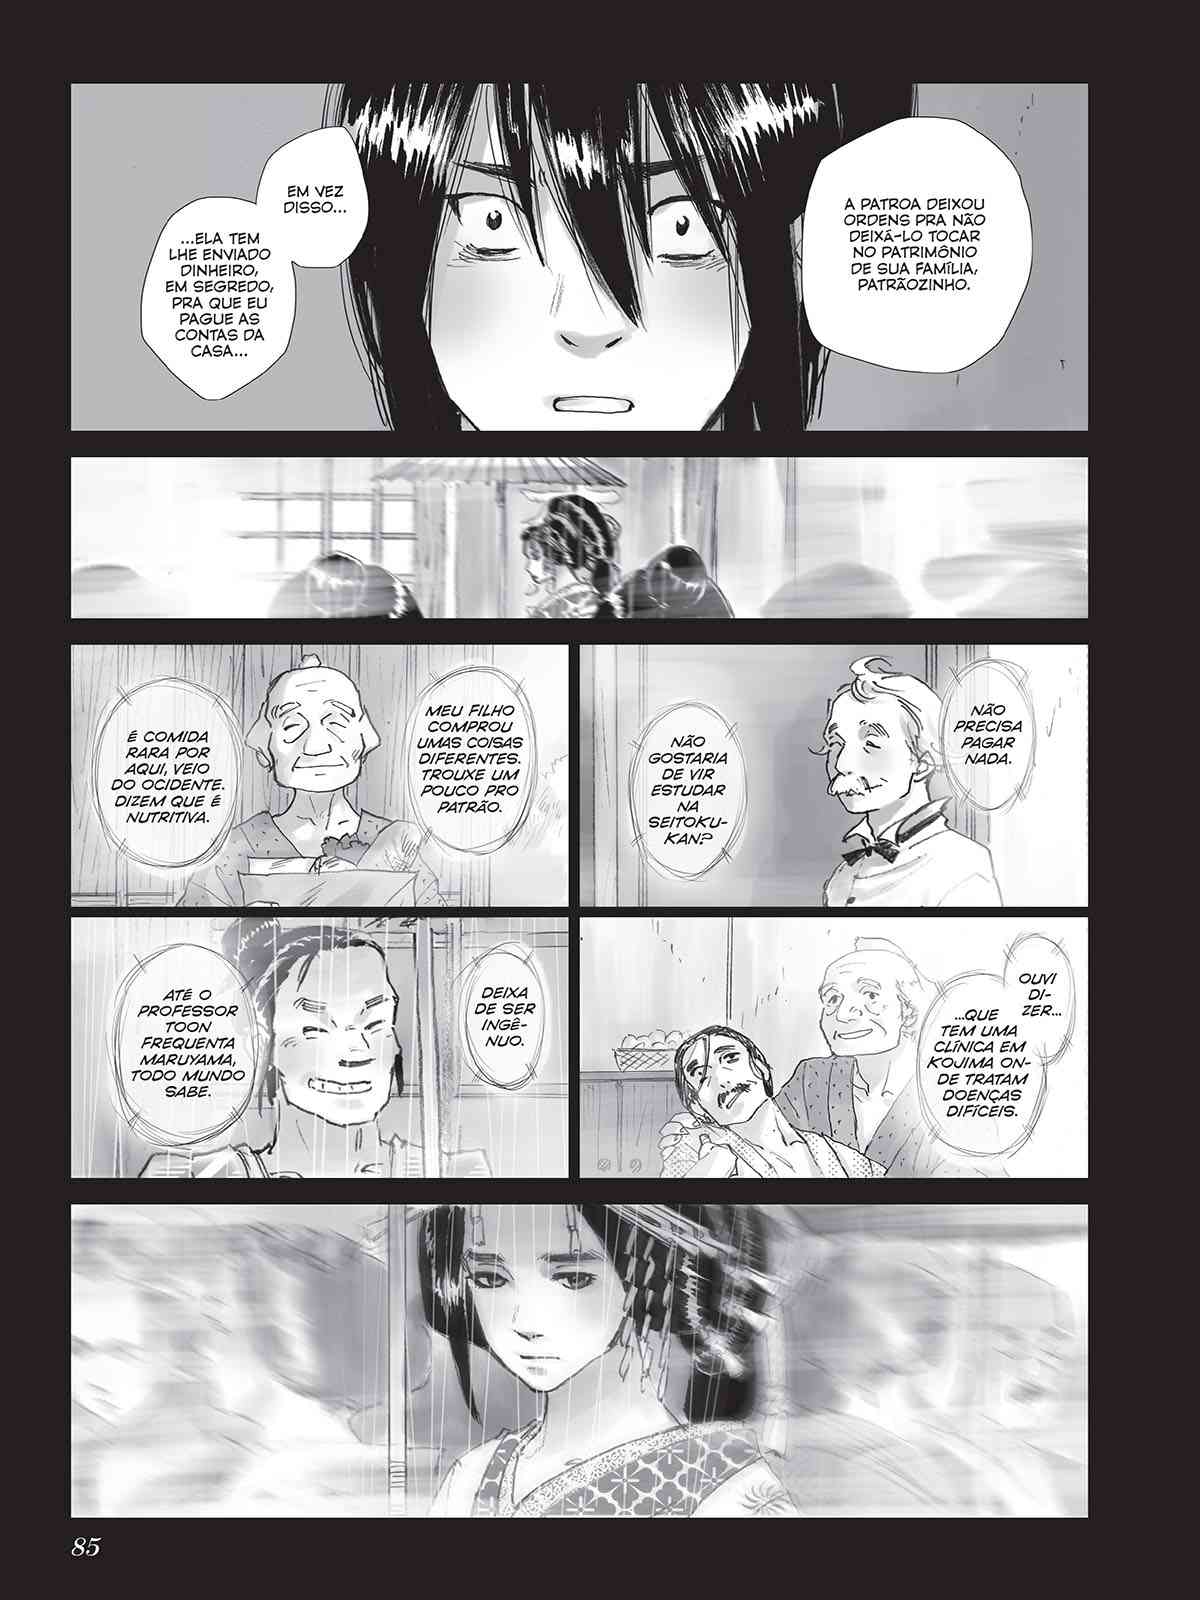 A PATROA DEIXOU
ORDENS PRA NÃO
DEIXÁ-LO TOCAR
NO PATRIMÔNIO
DE SUA FAMÍLIA,
PATRÃOZINHO.
EM VEZ
DISSO...
...ELA TEM
LHE ENVIADO
DINHEIRO,
EM SEGREDO,
PRA QUE EU
PAGUE AS
CONTAS DA
CASA...
NÃO
PRECISA
PAGAR
NADA.
NÃO
GOSTARIA
DE VIR
ESTUDAR
NA
SEITOKU-
KAN?
MEU FILHO
COMPROU
UMAS COISAS
DIFERENTES.
TROUXE UM
POUCO PRO
PATRÃO.
É COMIDA
RARA POR
AQUI, VEIO
DO OCIDENTE.
DIZEM QUE É
NUTRITIVA.
OUVI
DI-
ZER...
...QUE
TEM UMA
CLÍNICA EM
KOJIMA ON-
DE TRATAM
DOENÇAS
DIFÍCEIS.
DEIXA
DE SER
INGÊ-
NUO.
ATÉ O
PROFESSOR
TOON
FREQUENTA
MARUYAMA,
TODO MUNDO
SABE.
85